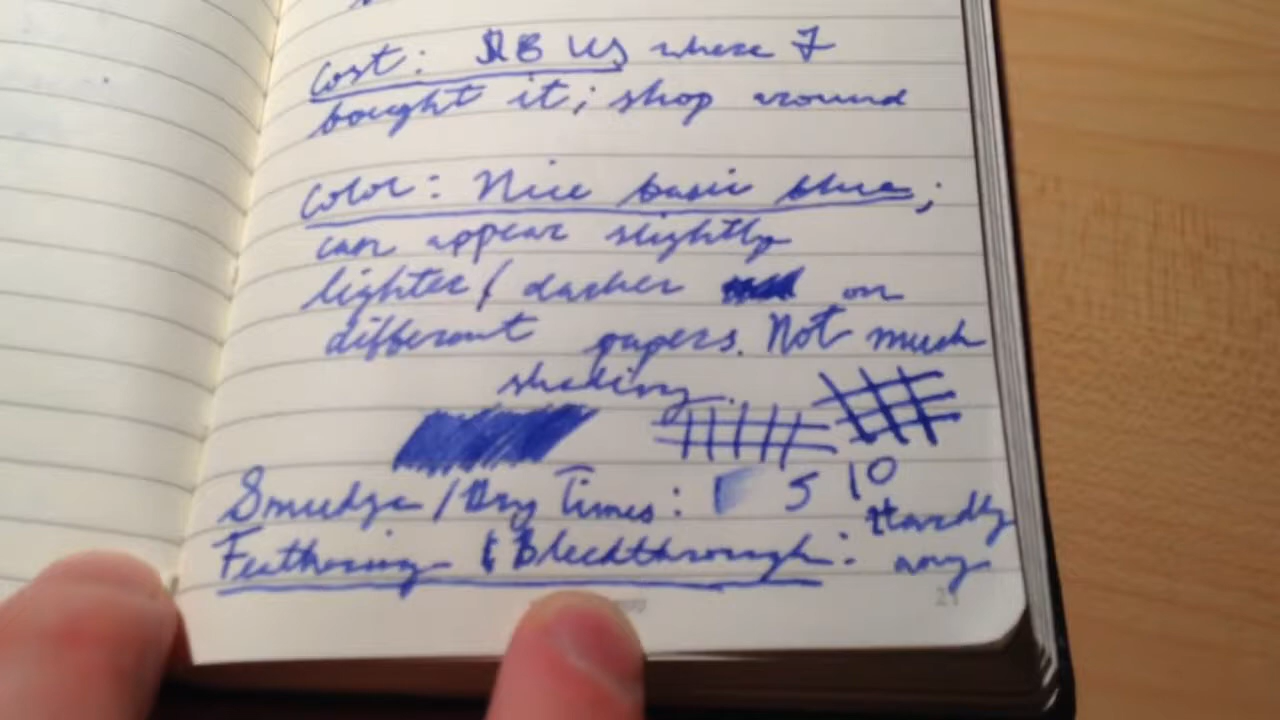 Cost: $8 US where I
bought it; shop around
Color: Nice basic blue;
can appear slightly
lighter/darker on
different papers. Not much
shading.
Smudge/Dry Times: 1 5 10
Feathering & Bleedthrough: Hardly
any